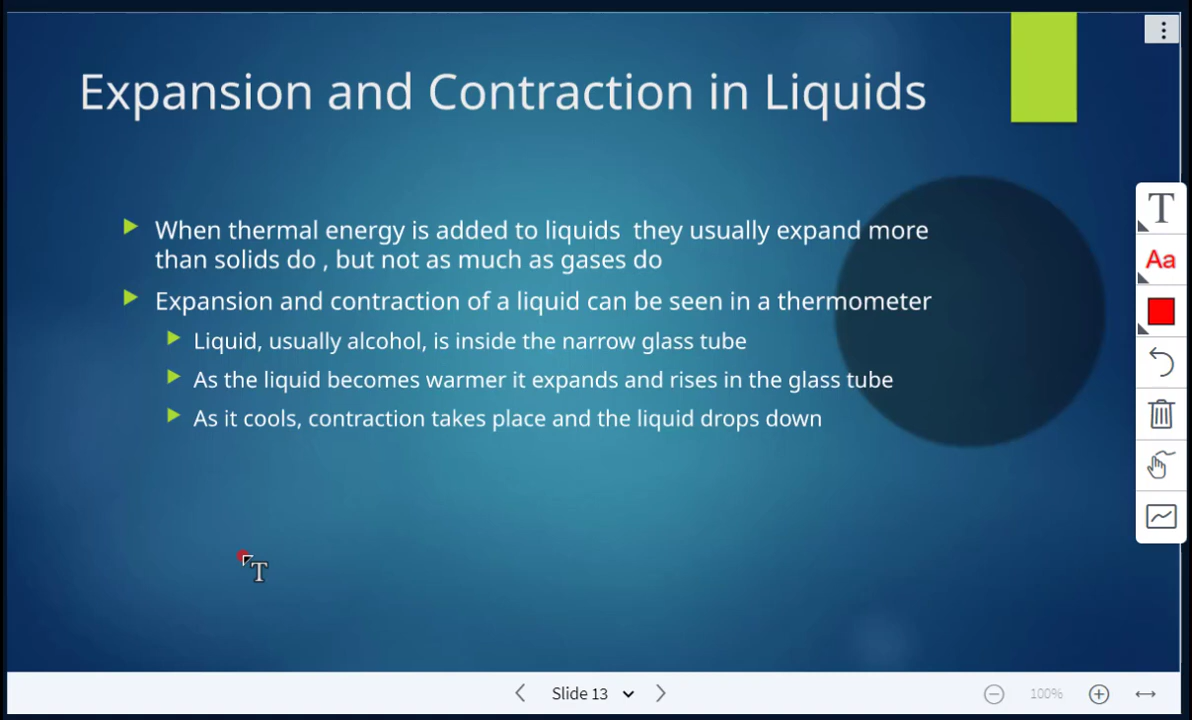 Expansion and Contraction in Liquids
When thermal energy is added to liquids they usually expand more
than solids do , but not as much as gases do
Expansion and contraction of a liquid can be seen in a thermometer
Liquid, usually alcohol, is inside the narrow glass tube
As the liquid becomes warmer it expands and rises in the glass tube
As it cools, contraction takes place and the liquid drops down
T
Aa
T
Slide 13
100%